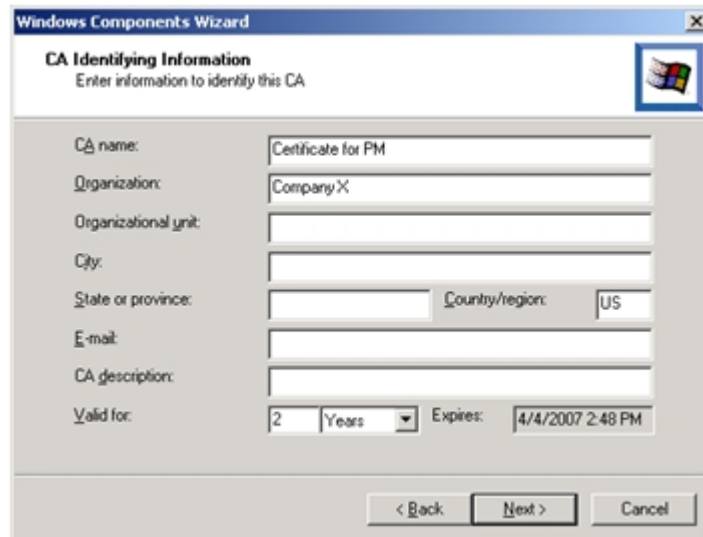 Windows Components Wizard
CA Identifying Information
Enter information to identify this CA
CA name: Certificate for PM
Organization: Company X
Organizational unit:
City:
State or province: Country/region: US
E-mail:
CA description:
Valid for: 2 Years Expires: 4/4/2007 2:48 PM
< Back Next > Cancel